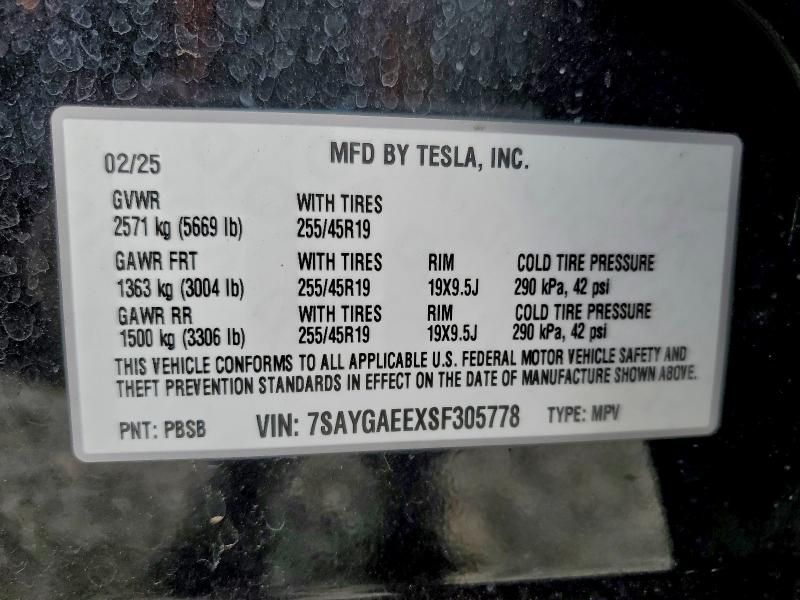 02/25 MFD BY TESLA, INC.
GVWR WITH TIRES
2571 kg (5669 lb) 255/45R19
GAWR FRT WITH TIRES RIM COLD TIRE PRESSURE
1363 kg (3004 lb) 255/45R19 19X9.5J 290 kPa, 42 psi
GAWR RR WITH TIRES RIM COLD TIRE PRESSURE
1500 kg (3306 lb) 255/45R19 19X9.5J 290 kPa, 42 psi
THIS VEHICLE CONFORMS TO ALL APPLICABLE U.S. FEDERAL MOTOR VEHICLE SAFETY AND
THEFT PREVENTION STANDARDS IN EFFECT ON THE DATE OF MANUFACTURE SHOWN ABOVE.
PNT: PBSB VIN: 7SAYGAEEXSF305778 TYPE: MPV